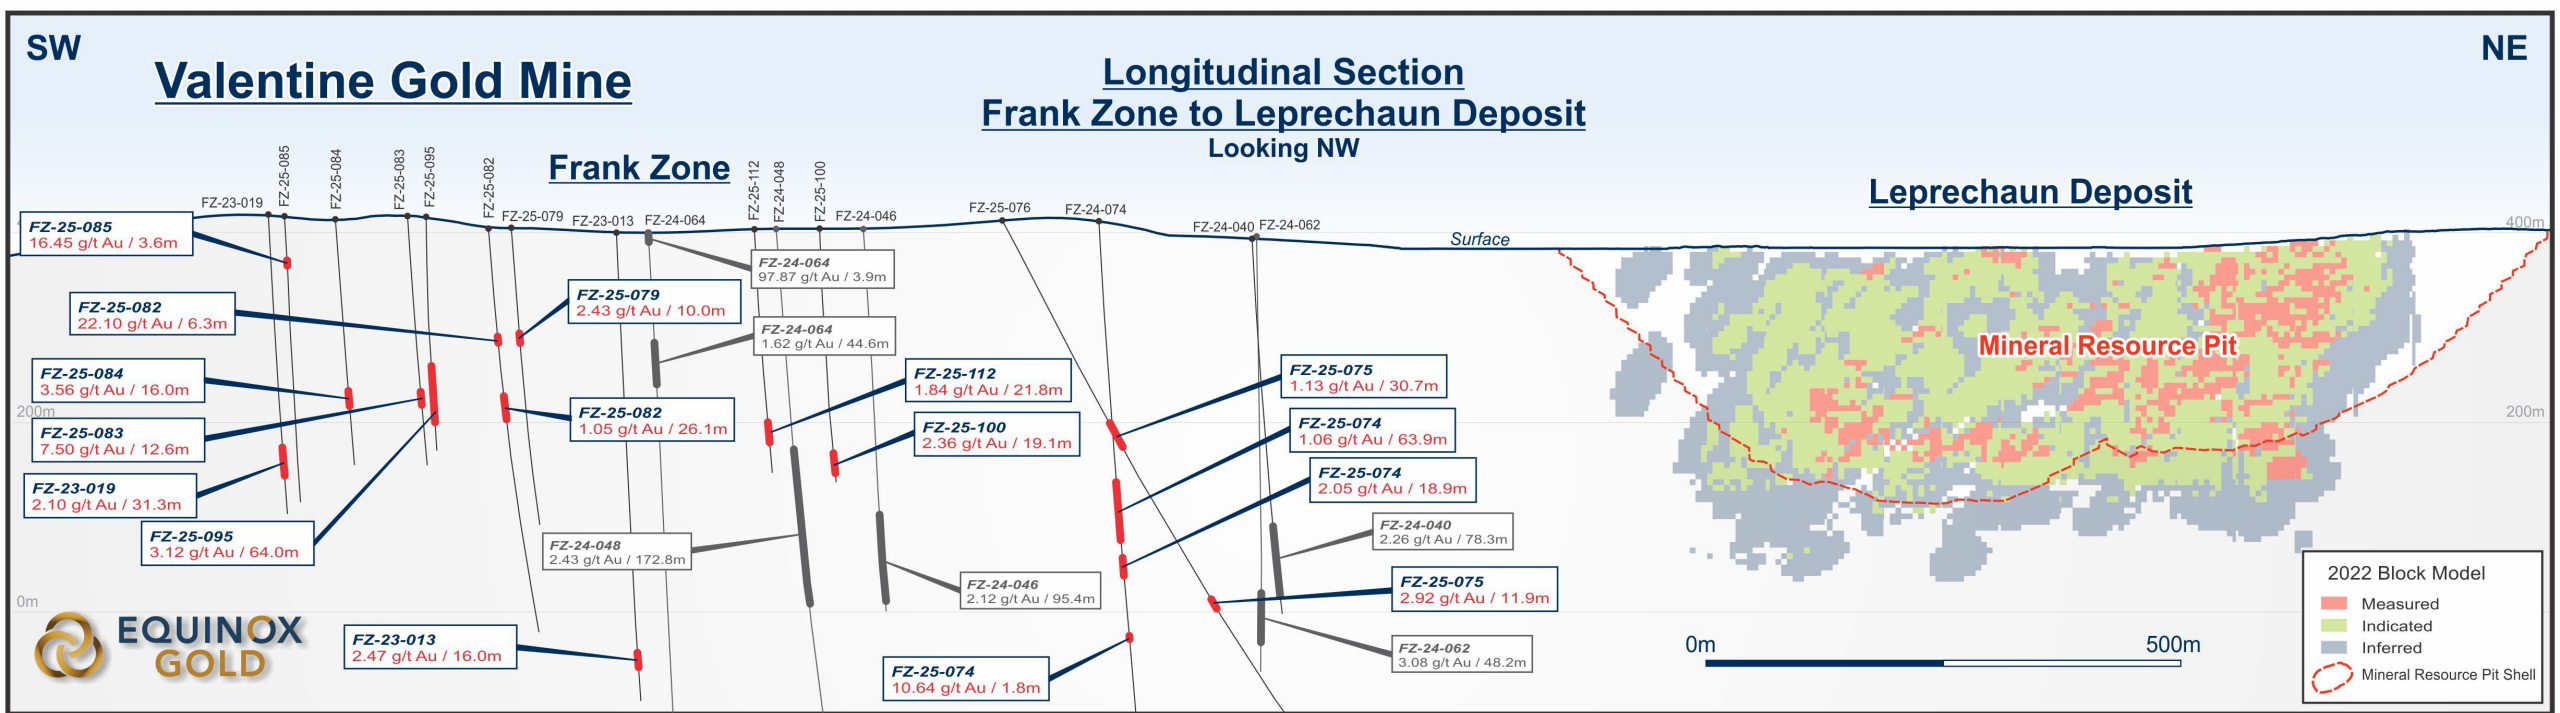 SW
NE
Valentine Gold Mine
Longitudinal Section
Frank Zone to Leprechaun Deposit
Looking NW
Frank Zone
Leprechaun Deposit
FZ-23-019
FZ-25-085
FZ-25-084
FZ-25-083
FZ-25-095
FZ-25-082
FZ-25-079
FZ-23-013
FZ-24-064
FZ-25-112
FZ-24-048
FZ-25-100
FZ-24-046
FZ-25-076
FZ-24-074
FZ-24-040
FZ-24-062
Surface
400m
FZ-25-085
16.45 g/t Au / 3.6m
FZ-24-064
97.87 g/t Au / 3.9m
FZ-25-079
2.43 g/t Au / 10.0m
FZ-25-082
22.10 g/t Au / 6.3m
FZ-24-064
1.62 g/t Au / 44.6m
Mineral Resource Pit
FZ-25-084
3.56 g/t Au / 16.0m
FZ-25-112
1.84 g/t Au / 21.8m
FZ-25-075
1.13 g/t Au / 30.7m
200m
200m
FZ-25-082
1.05 g/t Au / 26.1m
FZ-25-083
7.50 g/t Au / 12.6m
FZ-25-100
2.36 g/t Au / 19.1m
FZ-25-074
1.06 g/t Au / 63.9m
FZ-23-019
2.10 g/t Au / 31.3m
FZ-25-074
2.05 g/t Au / 18.9m
FZ-25-095
3.12 g/t Au / 64.0m
FZ-24-048
2.43 g/t Au / 172.8m
FZ-24-040
2.26 g/t Au / 78.3m
FZ-24-046
2.12 g/t Au / 95.4m
FZ-25-075
2.92 g/t Au / 11.9m
0m
EQUINOX
GOLD
FZ-23-013
2.47 g/t Au / 16.0m
FZ-24-062
3.08 g/t Au / 48.2m
FZ-25-074
10.64 g/t Au / 1.8m
0m
500m
2022 Block Model
Measured
Indicated
Inferred
Mineral Resource Pit Shell